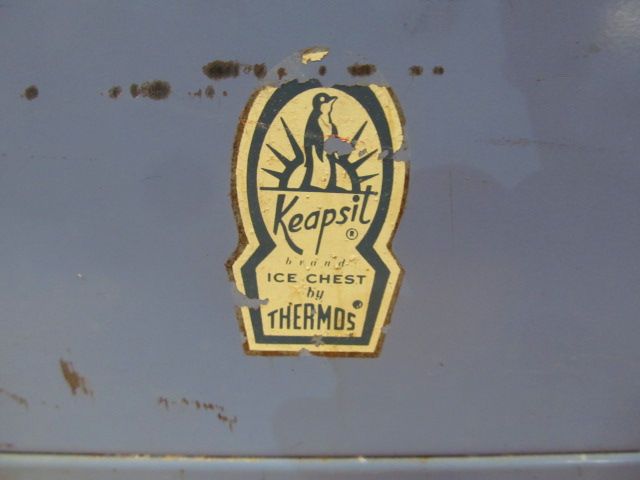 Keapsit
®
brand
ICE CHEST
by
THERMOS®